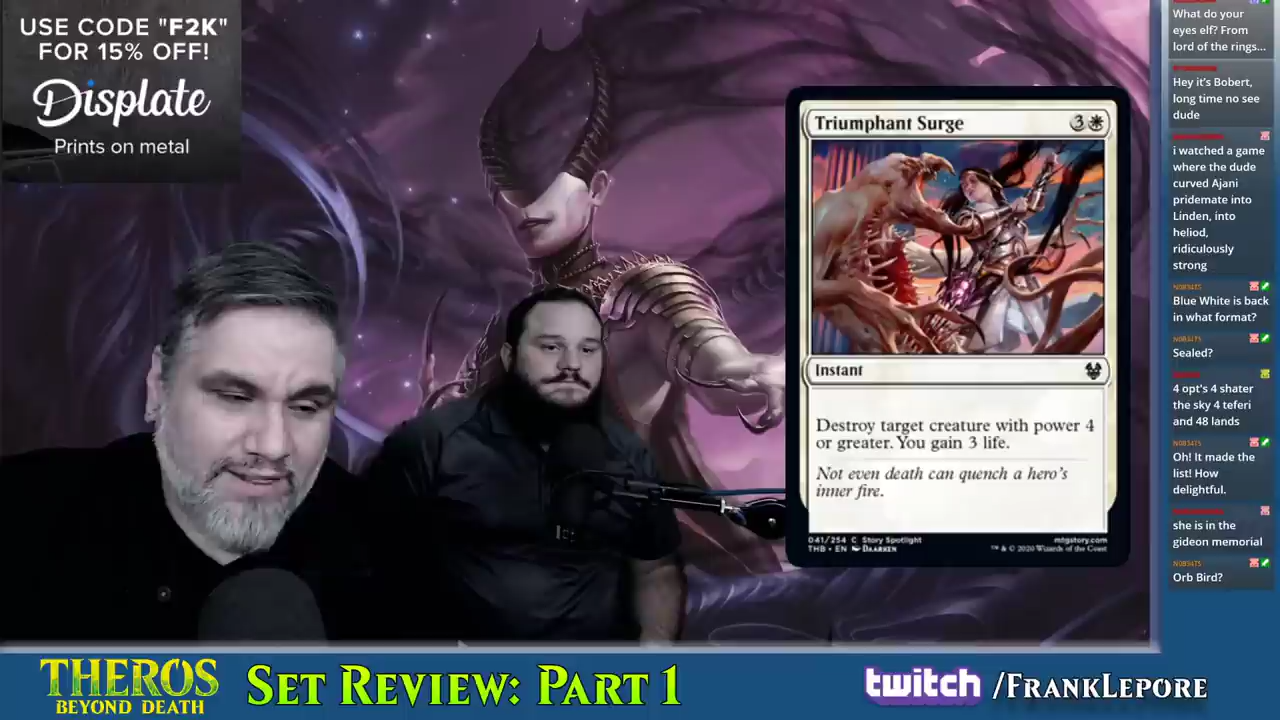 USE CODE "F2K"
FOR 15% OFF!
Displate
Prints on metal
Triumphant Surge 3
Instant
Destroy target creature with power 4
or greater. You gain 3 life.
Not even death can quench a hero's
inner fire.
041/254 C Story Spotlight
THB • EN DAARKEN
mtgstory.com
™ & © 2020 Wizards of the Coast
What do your
eyes elf? From
lord of the rings...
Hey it's Bobert,
long time no see
dude
i watched a game
where the dude
curved Ajani
pridemate into
Linden, into
heliod,
ridiculously
strong
N0B3475
Blue White is back
in what format?
N0B3475
Sealed?
4 opt's 4 shater
the sky 4 teferi
and 48 lands
N0B3475
Oh! It made the
list! How
delightful.
she is in the
gideon memorial
N0B3475
Orb Bird?
THEROS
BEYOND DEATH
SET REVIEW: PART 1
twitch /FRANKLEPORE